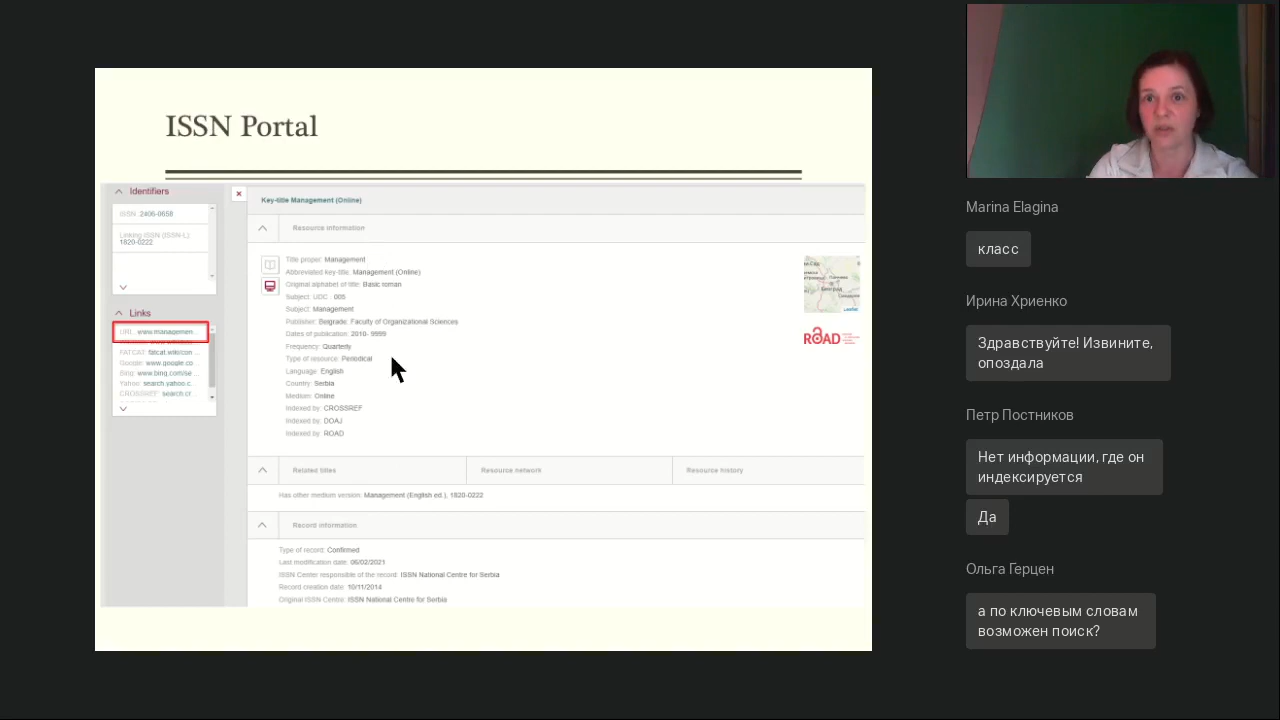 ISSN Portal
Identifiers
ISSN: 2406-0658
Linking ISSN (ISSN-L):
1820-0222
Links
URL: www.managemen...
FATCAT: fatcat.wiki/con ...
Google: www.google.co ...
Bing: www.bing.com/se ...
Yahoo: search.yahoo.c...
CROSSREF: search.cr...
Key-title Management (Online)
Resource information
Title proper: Management
Abbreviated key-title: Management (Online)
Original alphabet of title: Basic roman
Subject: UDC : 005
Subject: Management
Publisher: Belgrade: Faculty of Organizational Sciences
Dates of publication: 2010- 9999
Frequency: Quarterly
Type of resource: Periodical
Language: English
Country: Serbia
Medium: Online
Indexed by: CROSSREF
Indexed by: DOAJ
Indexed by: ROAD
ROAD
Related titles
Resource network
Resource history
Has other medium version: Management (English ed.), 1820-0222
Record information
Type of record: Confirmed
Last modification date: 06/02/2021
ISSN Center responsible of the record: ISSN National Centre for Serbia
Record creation date: 10/11/2014
Original ISSN Centre: ISSN National Centre for Serbia
Marina Elagina
класс
Ирина Хриенко
Здравствуйте! Извините,
опоздала
Петр Постников
Нет информации, где он
индексируется
Да
Ольга Герцен
а по ключевым словам
возможен поиск?